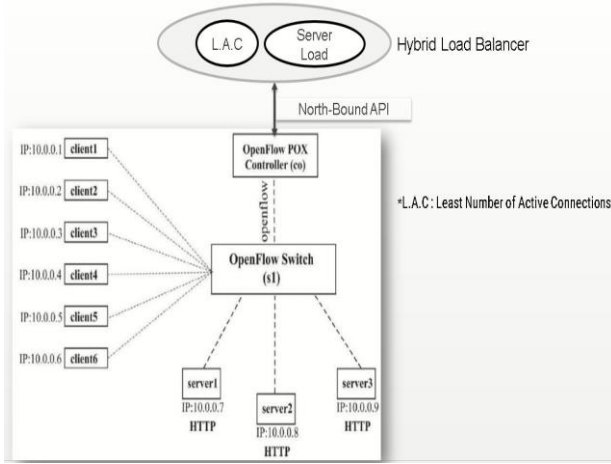 L.A.C
Server
Load
Hybrid Load Balancer
North-Bound API
IP:10.0.0.1 client1
IP:10.0.0.2 client2
IP:10.0.0.3 client3
IP:10.0.0.4 client4
IP:10.0.0.5 client5
IP:10.0.0.6 client6
OpenFlow POX
Controller (co)
openflow
*L.A.C : Least Number of Active Connections
OpenFlow Switch
(s1)
server1
IP:10.0.0.7
HTTP
server2
IP:10.0.0.8
HTTP
server3
IP:10.0.0.9
HTTP